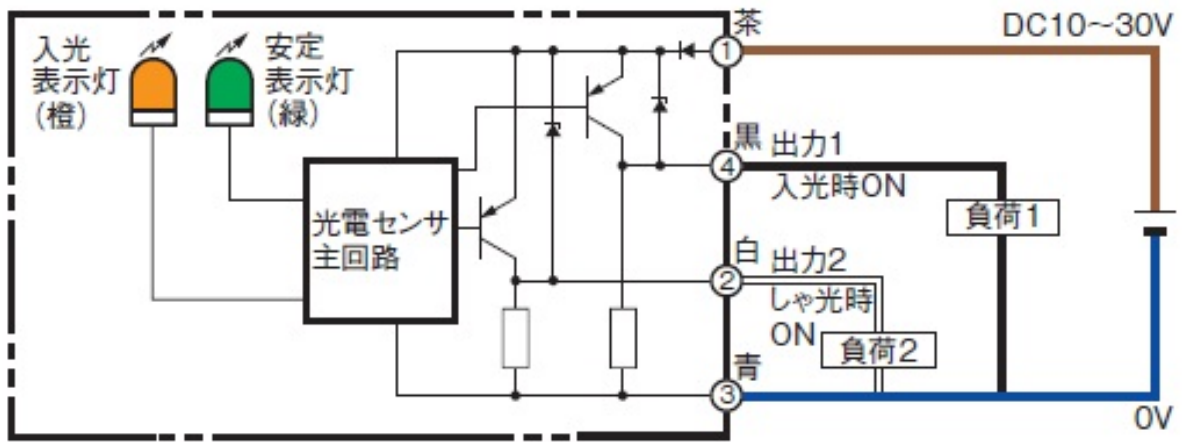 入光
表示灯
(橙)
安定
表示灯
(緑)
光電センサ
主回路
茶
①
DC10～30V
黒
④
出力1
入光時ON
負荷1
白
②
出力2
しゃ光時
ON
負荷2
青
③
0V